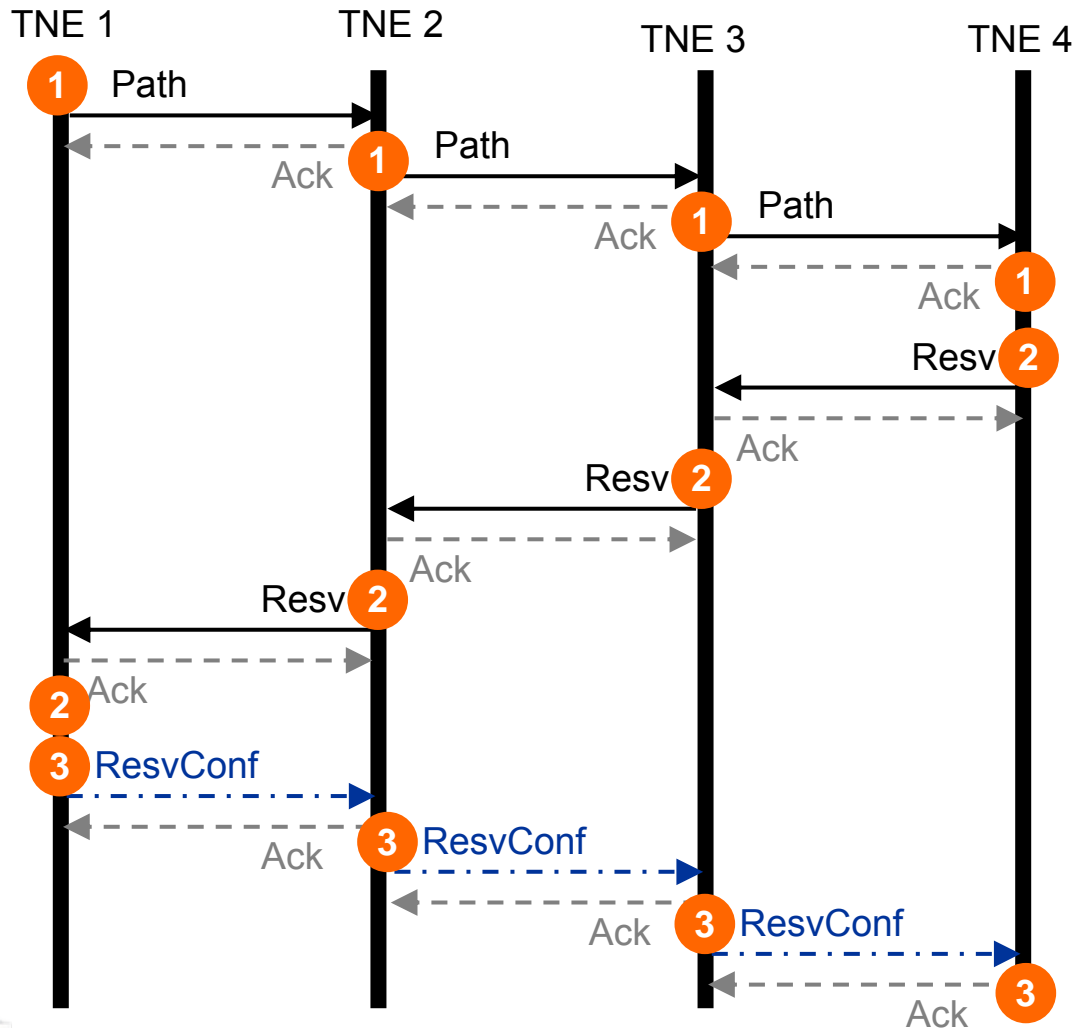 TNE 1
TNE 2
TNE 3
TNE 4
1
Path
Ack
1
Path
Ack
1
Path
Ack
1
Resv
2
Ack
Resv
2
Ack
Resv
2
Ack
2
3
ResvConf
Ack
3
ResvConf
Ack
3
ResvConf
Ack
3